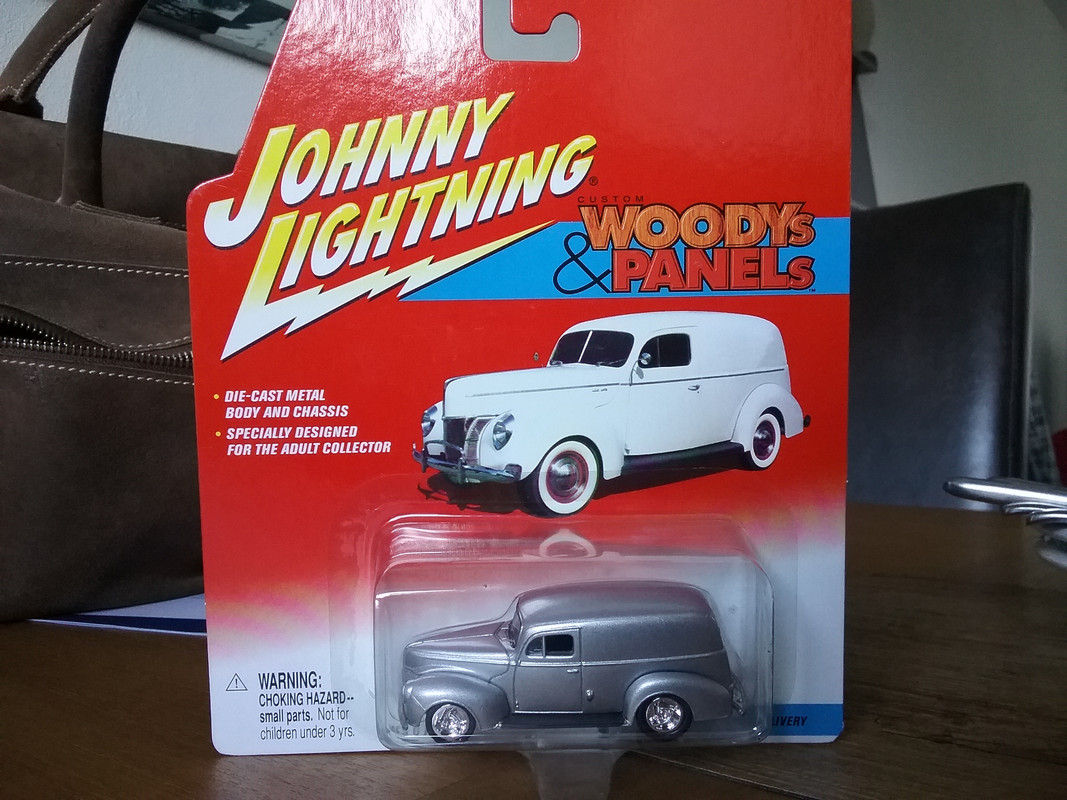 JOHNNY
LIGHTNING®
CUSTOM
WOODYs
& PANELs™
• DIE-CAST METAL
BODY AND CHASSIS
• SPECIALLY DESIGNED
FOR THE ADULT COLLECTOR
WARNING:
CHOKING HAZARD--
small parts. Not for
children under 3 yrs.